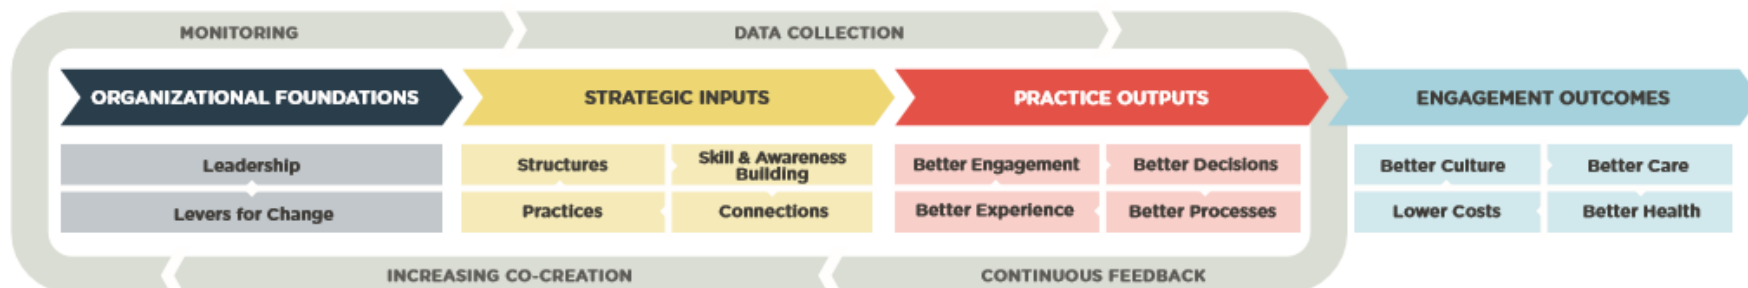 MONITORING
DATA COLLECTION
ORGANIZATIONAL FOUNDATIONS
STRATEGIC INPUTS
PRACTICE OUTPUTS
ENGAGEMENT OUTCOMES
Leadership
Levers for Change
Structures
Skill & Awareness
Building
Practices
Connections
Better Engagement
Better Decisions
Better Experience
Better Processes
Better Culture
Better Care
Lower Costs
Better Health
INCREASING CO-CREATION
CONTINUOUS FEEDBACK